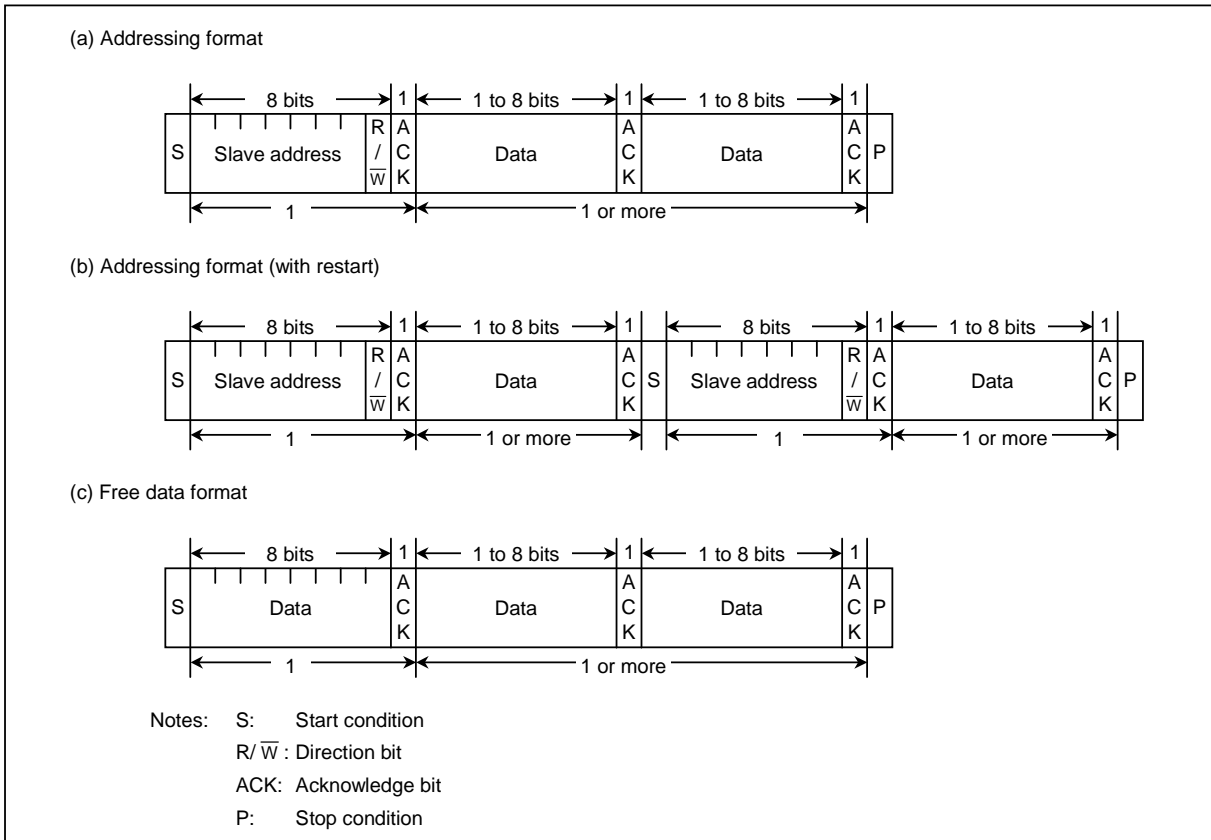 (a) Addressing format
8 bits 1 1 to 8 bits 1 1 to 8 bits 1
S Slave address R/W̅ ACK Data ACK Data ACK P
1 1 or more
(b) Addressing format (with restart)
8 bits 1 1 to 8 bits 1 8 bits 1 1 to 8 bits 1
S Slave address R/W̅ ACK Data ACK S Slave address R/W̅ ACK Data ACK P
1 1 or more 1 1 or more
(c) Free data format
8 bits 1 1 to 8 bits 1 1 to 8 bits 1
S Data ACK Data ACK Data ACK P
1 1 or more
Notes: S: Start condition
R/W̅ : Direction bit
ACK: Acknowledge bit
P: Stop condition